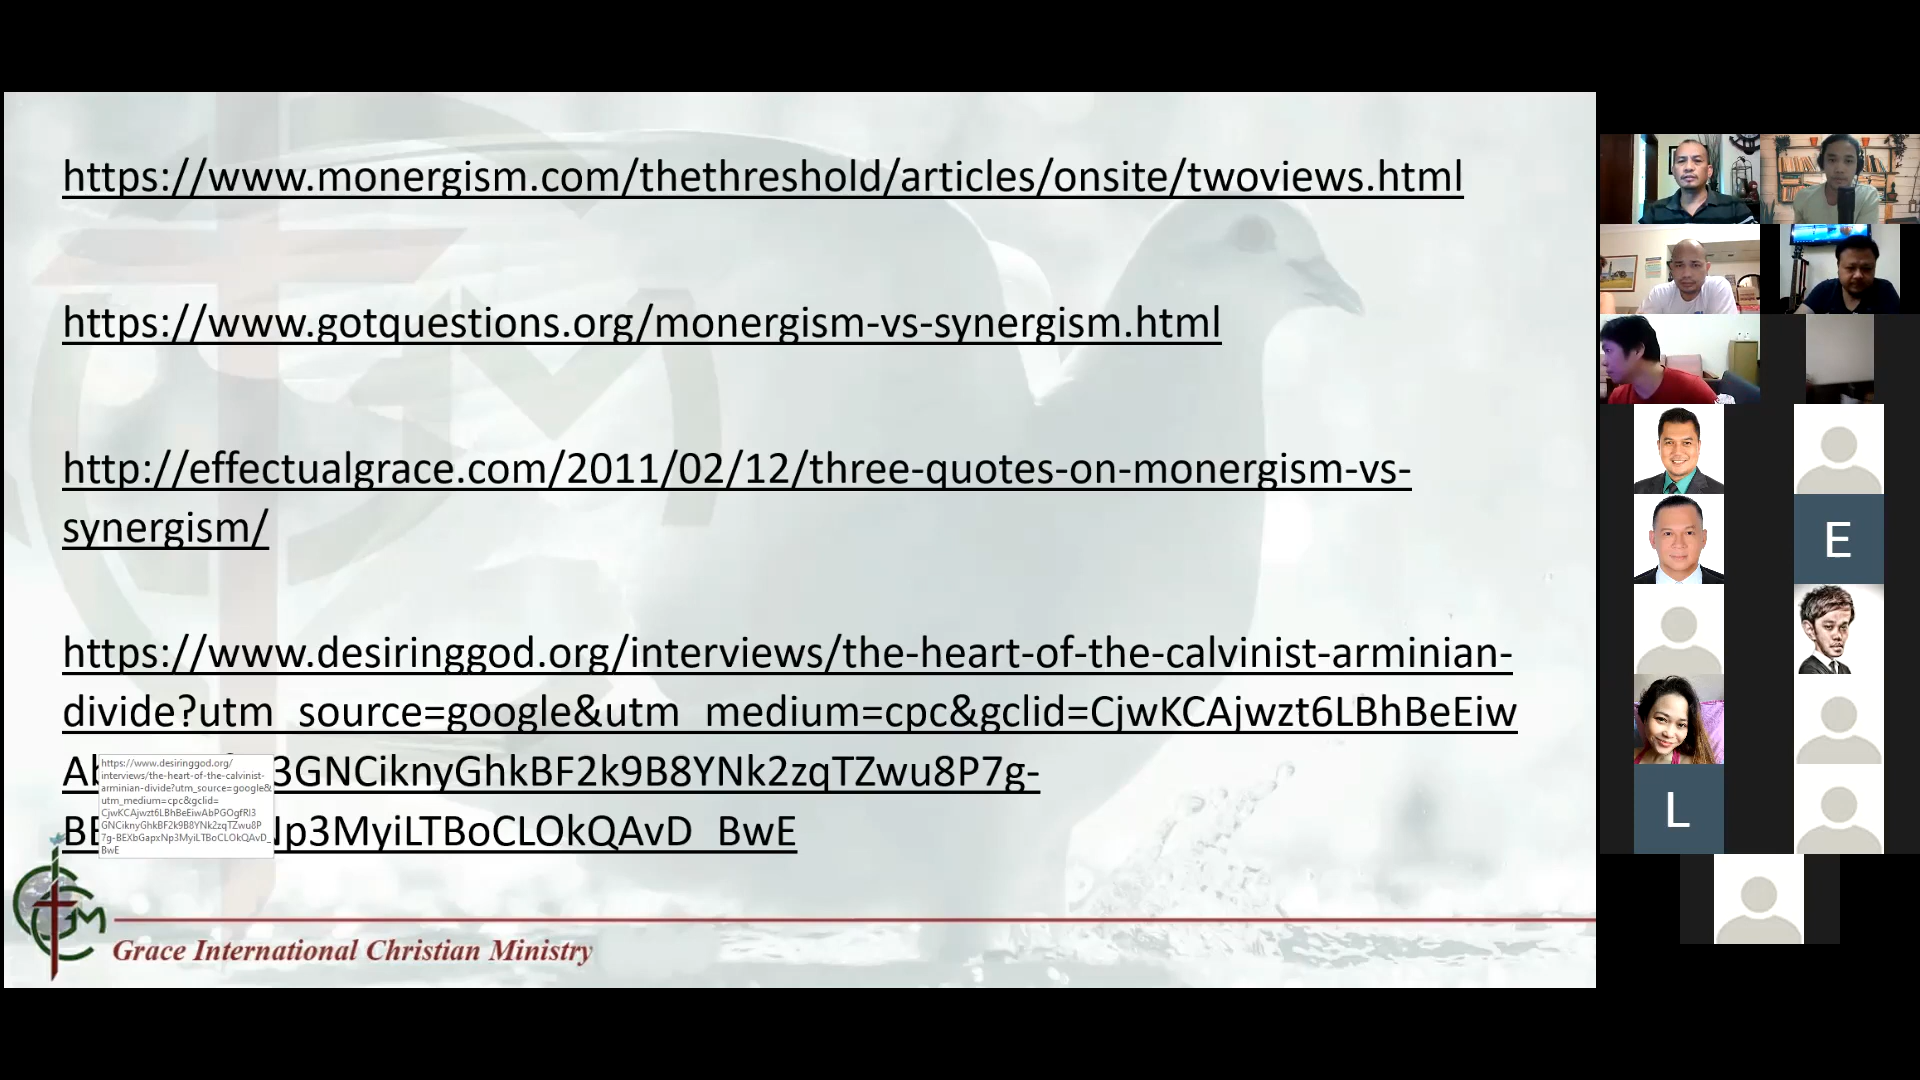 https://www.monergism.com/thethreshold/articles/onsite/twoviews.html
https://www.gotquestions.org/monergism-vs-synergism.html
http://effectualgrace.com/2011/02/12/three-quotes-on-monergism-vs-
synergism/
https://www.desiringgod.org/interviews/the-heart-of-the-calvinist-arminian-
divide?utm_source=google&utm_medium=cpc&gclid=CjwKCAjwzt6LBhBeEiw
3GNCiknyGhkBF2k9B8YNk2zqTZwu8P7g-
Np3MyiLTBoCLOkQAvD_BwE
https://www.desiringgod.org/
interviews/the-heart-of-the-calvinist-
arminian-divide?utm_source=google&
utm_medium=cpc&gclid=
CjwKCAjwzt6LBhBeEiwAbPGOgfRl3
GNCiknyGhkBF2k9B8YNk2zqTZwu8P
7g-BEXbGapxNp3MyiLTBoCLOkQAvD_
BwE
Grace International Christian Ministry
E
L